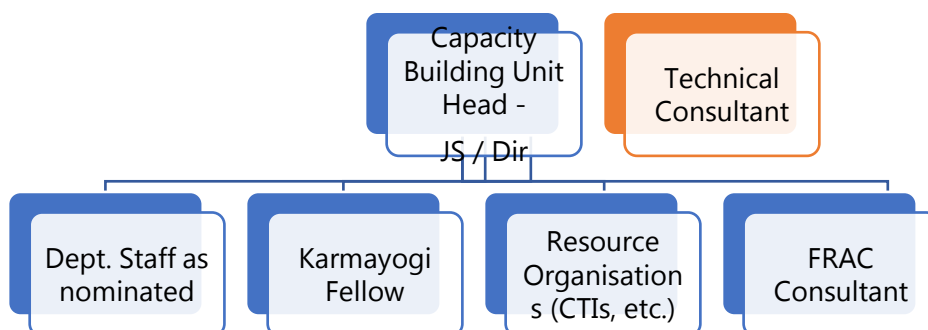 Capacity
Building Unit
Head -
JS / Dir
Technical
Consultant
Dept. Staff as
nominated
Karmayogi
Fellow
Resource
Organisation
s (CTIs, etc.)
FRAC
Consultant